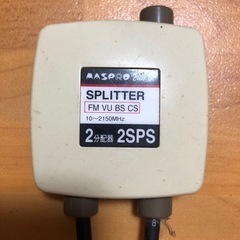 MASPRO
SPLITTER
FM VU BS CS
10～2150MHz
2分配器 2SPS